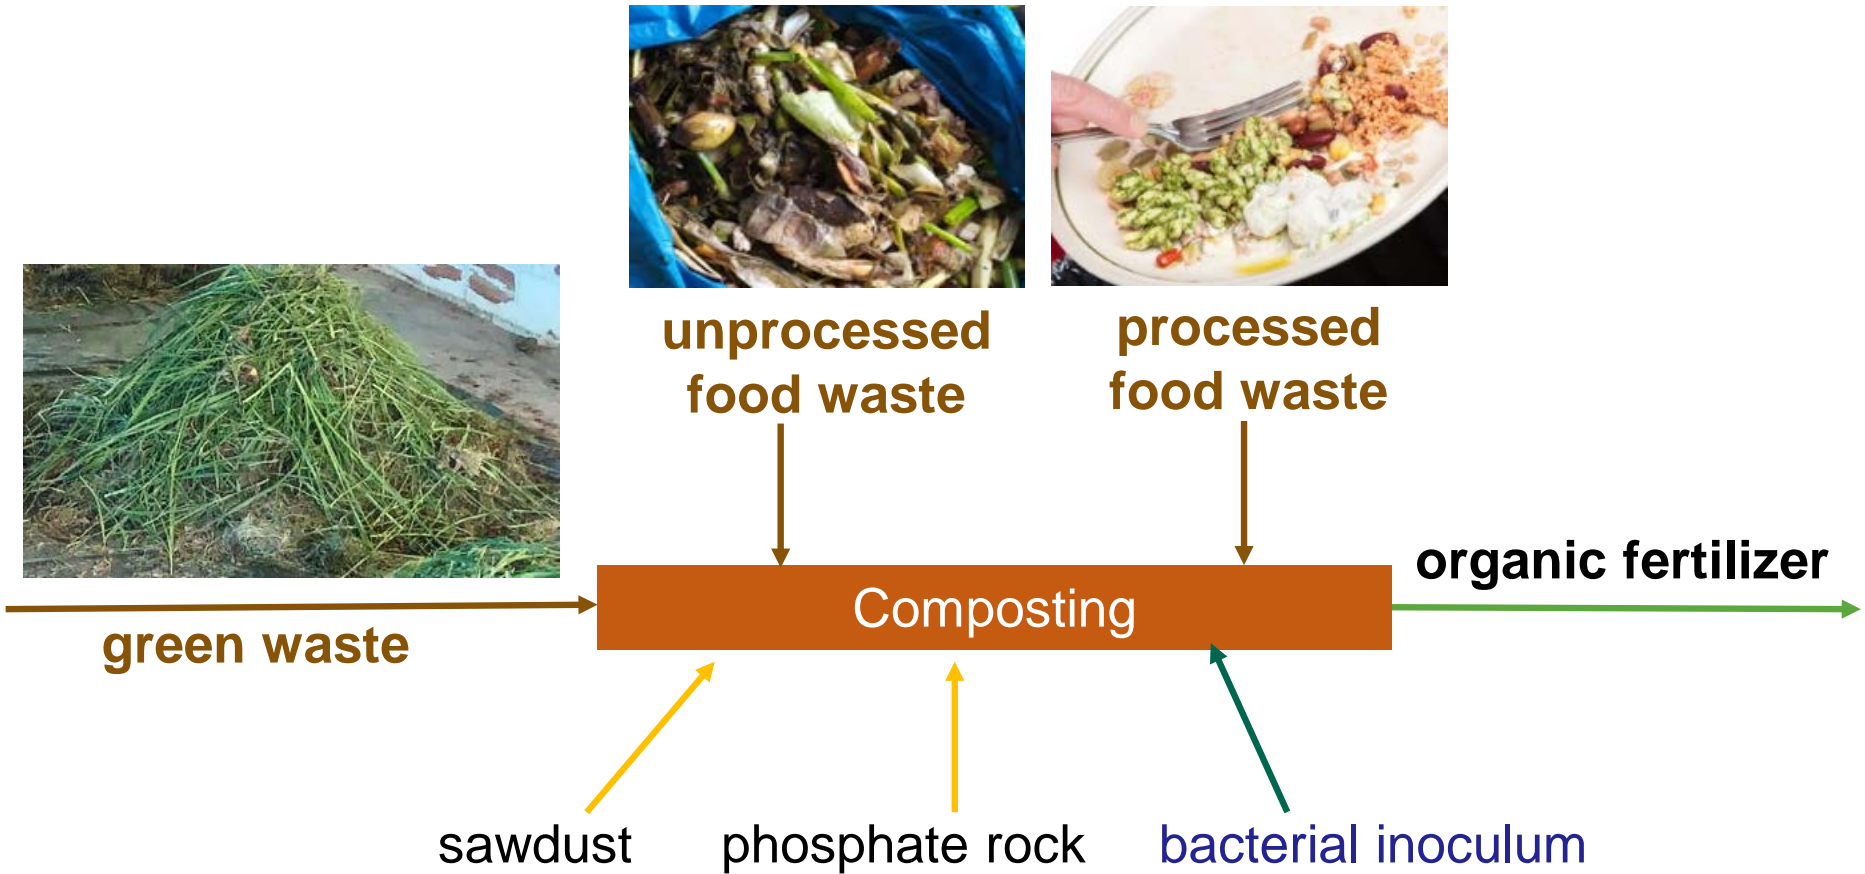 unprocessed
food waste
processed
food waste
organic fertilizer
Composting
green waste
sawdust
phosphate rock
bacterial inoculum